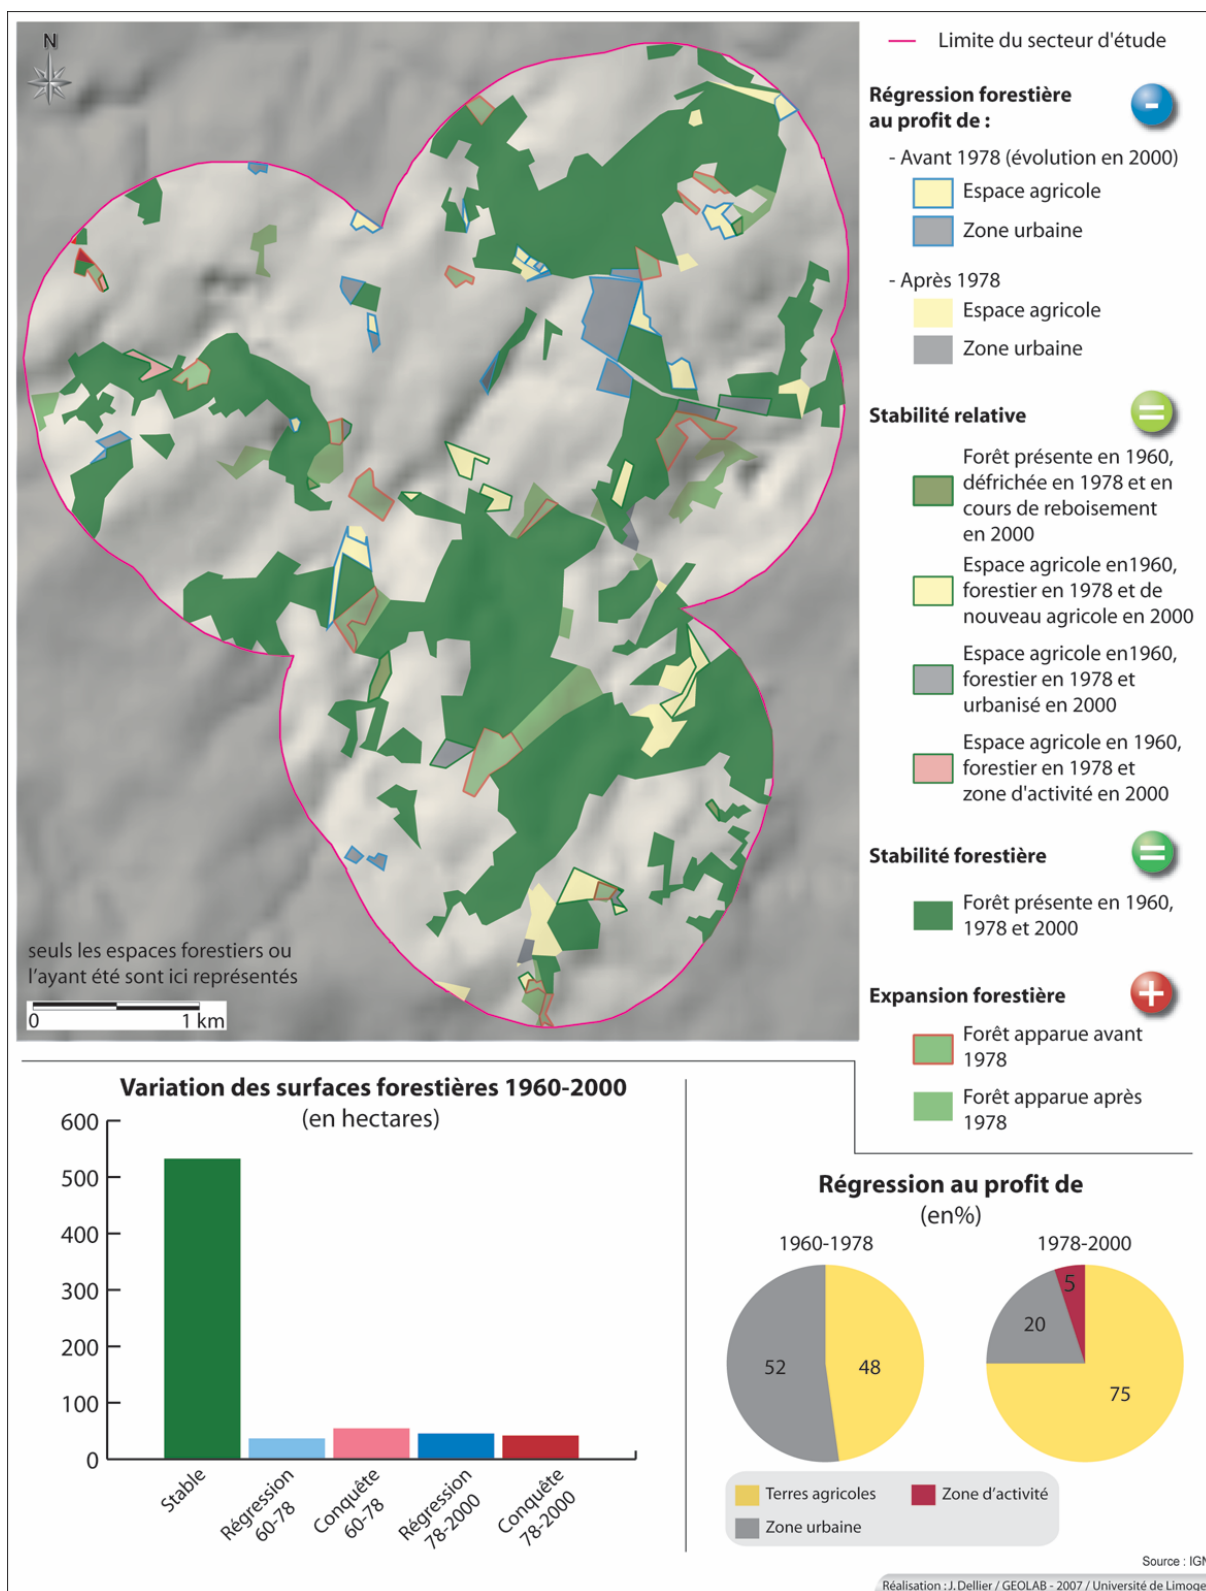 N
seuls les espaces forestiers ou
l'ayant été sont ici représentés
0 1 km
Limite du secteur d'étude
Régression forestière
au profit de :
-
- Avant 1978 (évolution en 2000)
Espace agricole
Zone urbaine
- Après 1978
Espace agricole
Zone urbaine
Stabilité relative
=
Forêt présente en 1960,
défrichée en 1978 et en
cours de reboisement
en 2000
Espace agricole en1960,
forestier en 1978 et de
nouveau agricole en 2000
Espace agricole en1960,
forestier en 1978 et
urbanisé en 2000
Espace agricole en 1960,
forestier en 1978 et
zone d'activité en 2000
Stabilité forestière
=
Forêt présente en 1960,
1978 et 2000
Expansion forestière
+
Forêt apparue avant
1978
Forêt apparue après
1978
Variation des surfaces forestières 1960-2000
(en hectares)
600
500
400
300
200
100
0
Stable
Régression
60-78
Conquête
60-78
Régression
78-2000
Conquête
78-2000
Régression au profit de
(en%)
1960-1978
52
48
1978-2000
5
20
75
Terres agricoles
Zone d'activité
Zone urbaine
Source : IGN
Réalisation : J. Dellier / GEOLAB - 2007 / Université de Limoge